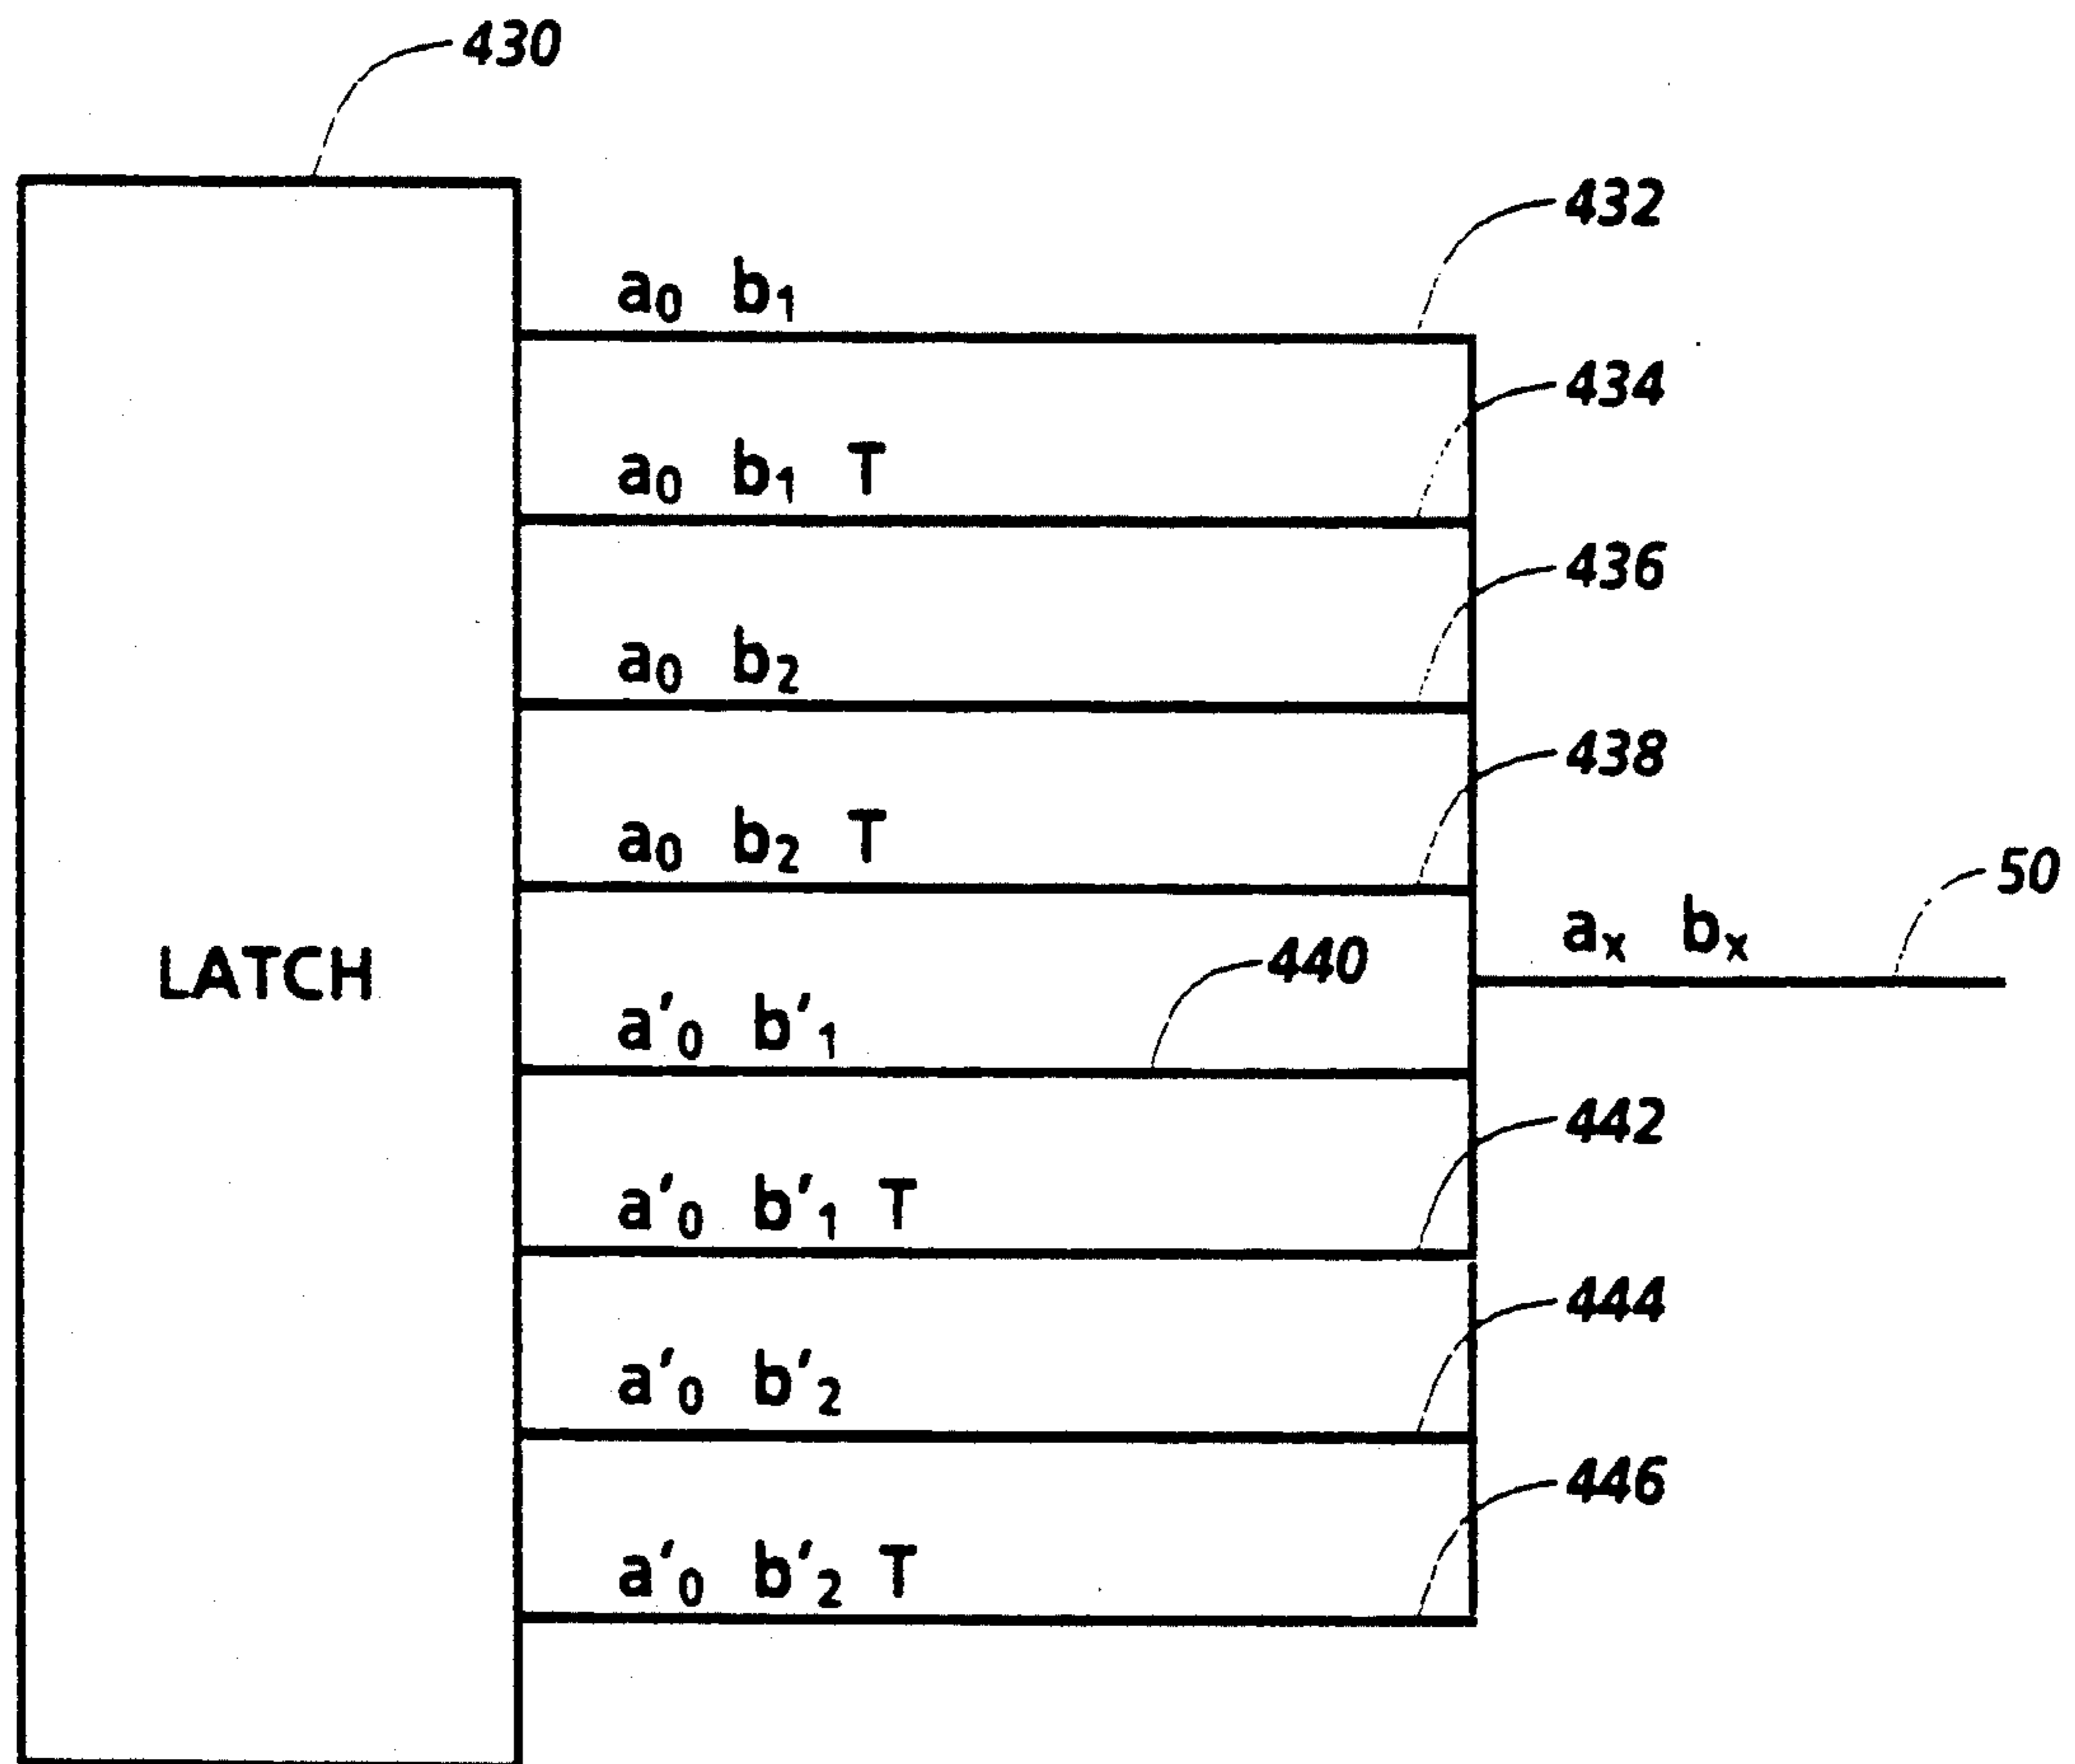 430
432
a₀ b₁
434
a₀ b₁ T
436
a₀ b₂
438
a₀ b₂ T
50
aₓ bₓ
440
LATCH
a'₀ b'₁
442
a'₀ b'₁ T
444
a'₀ b'₂
446
a'₀ b'₂ T